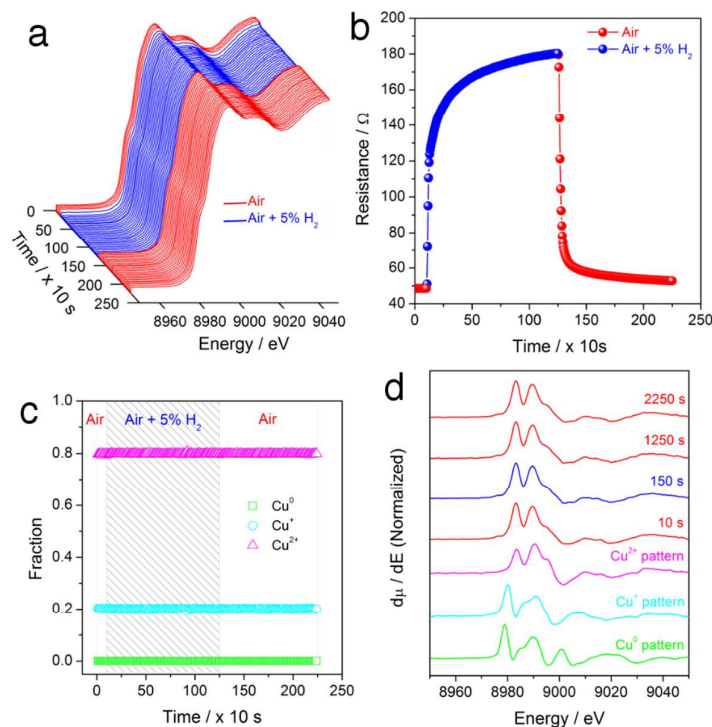 a
Air
Air + 5% H₂
0
50
100
150
200
250
Time / x 10 s
8960 8980 9000 9020 9040
Energy / eV
b
Air
Air + 5% H₂
200
180
160
140
120
100
80
60
40
Resistance / Ω
0 50 100 150 200 250
Time / x 10s
c
Air Air + 5% H₂ Air
1.0
0.8
0.6
0.4
0.2
0.0
Fraction
Cu⁰
Cu⁺
Cu²⁺
0 50 100 150 200 250
Time / x 10 s
d
2250 s
1250 s
150 s
10 s
Cu²⁺ pattern
Cu⁺ pattern
Cu⁰ pattern
dμ / dE (Normalized)
8960 8980 9000 9020 9040
Energy / eV